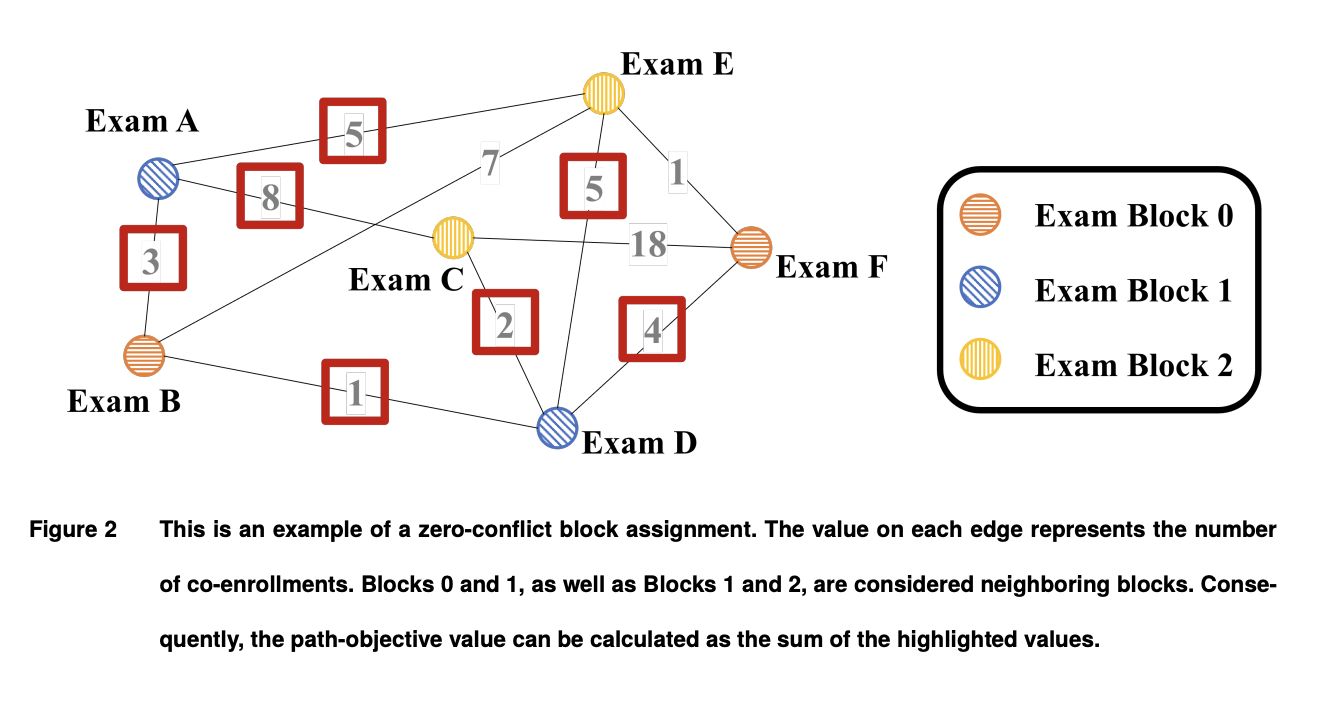 Exam E
Exam A
5
7
1
8
5
Exam Block 0
18
3
Exam C
Exam F
Exam Block 1
2
4
Exam Block 2
1
Exam B
Exam D
Figure 2 This is an example of a zero-conflict block assignment. The value on each edge represents the number
of co-enrollments. Blocks 0 and 1, as well as Blocks 1 and 2, are considered neighboring blocks. Conse-
quently, the path-objective value can be calculated as the sum of the highlighted values.